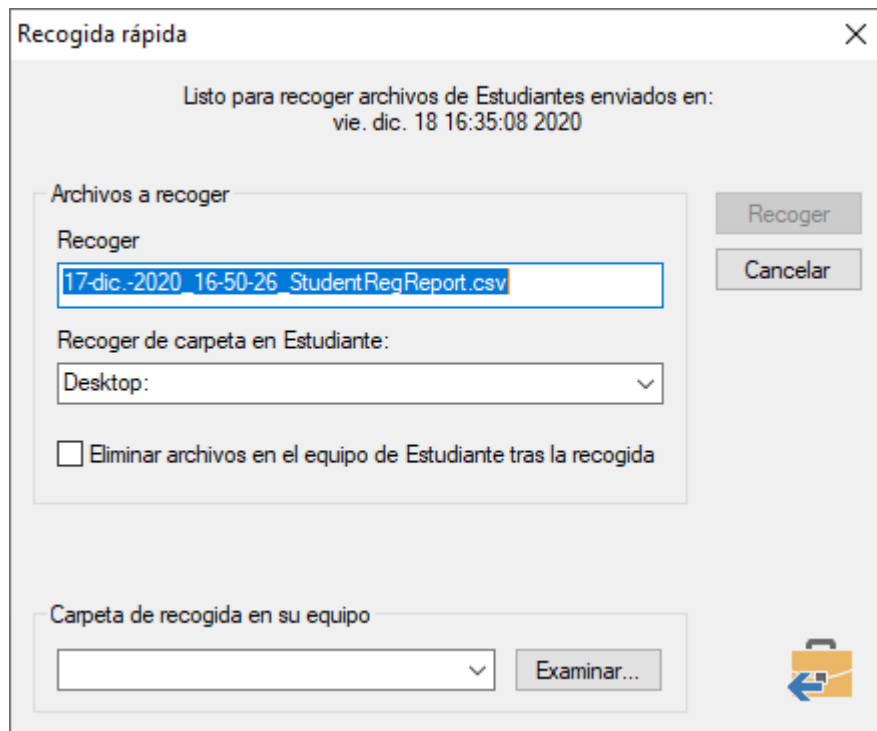 Recogida rápida
Listo para recoger archivos de Estudiantes enviados en:
vie. dic. 18 16:35:08 2020
Archivos a recoger
Recoger
Recoger
17-dic.-2020_16-50-26_StudentRegReport.csv
Cancelar
Recoger de carpeta en Estudiante:
Desktop:
Eliminar archivos en el equipo de Estudiante tras la recogida
Carpeta de recogida en su equipo
Examinar...